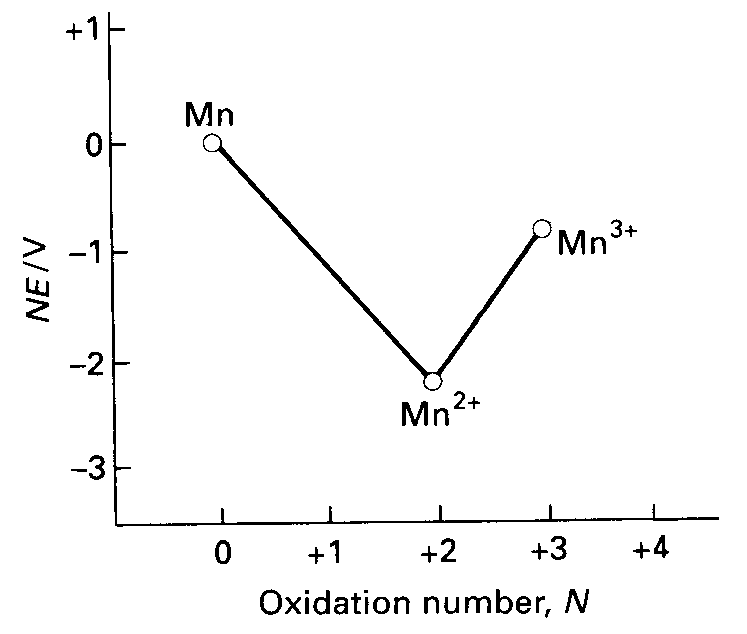 +1
Mn
0
−1
Mn³⁺
NE/V
−2
Mn²⁺
−3
0 +1 +2 +3 +4
Oxidation number, N